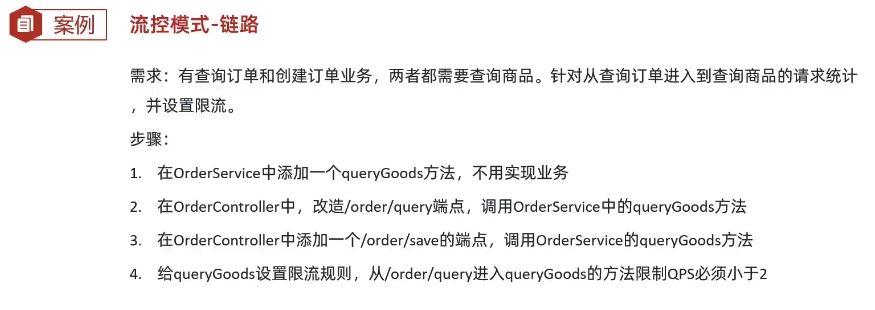 案例
流控模式-链路
需求：有查询订单和创建订单业务，两者都需要查询商品。针对从查询订单进入到查询商品的请求统计
，并设置限流。
步骤：
1. 在OrderService中添加一个queryGoods方法，不用实现业务
2. 在OrderController中，改造/order/query端点，调用OrderService中的queryGoods方法
3. 在OrderController中添加一个/order/save的端点，调用OrderService的queryGoods方法
4. 给queryGoods设置限流规则，从/order/query进入queryGoods的方法限制QPS必须小于2